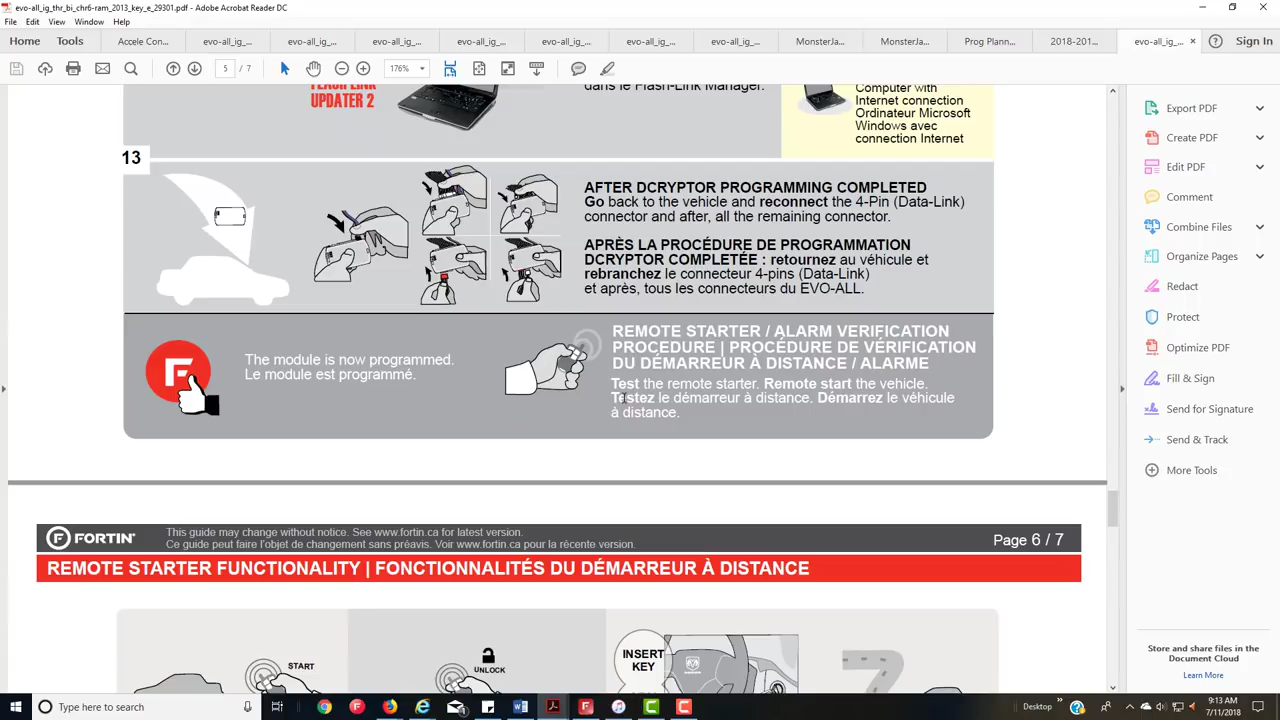 evo-all_ig_thr_bi_chr6-ram_2013_key_e_29301.pdf - Adobe Acrobat Reader DC
File Edit View Window Help
Home Tools Accele Con... evo-all_ig_... evo-all_ig_... evo-all_ig_... evo-all_ig_... evo-all_ig_... evo-all_ig_... evo-all_ig_... MonsterJa... MonsterJa... Prog Plann... 2018-201... evo-all_ig_... × ? Sign In
5 / 7 176%
FLASH LINK
UPDATER 2
dans le Flash-Link Manager.
Computer with
Internet connection
Ordinateur Microsoft
Windows avec
connection Internet
13
AFTER DCRYPTOR PROGRAMMING COMPLETED
Go back to the vehicle and reconnect the 4-Pin (Data-Link)
connector and after, all the remaining connector.
APRÈS LA PROCÉDURE DE PROGRAMMATION
DCRYPTOR COMPLETÉE : retournez au véhicule et
rebranchez le connecteur 4-pins (Data-Link)
et après, tous les connecteurs du EVO-ALL.
F
The module is now programmed.
Le module est programmé.
REMOTE STARTER / ALARM VERIFICATION
PROCEDURE | PROCÉDURE DE VÉRIFICATION
DU DÉMARREUR À DISTANCE / ALARME
Test the remote starter. Remote start the vehicle.
Testez le démarreur à distance. Démarrez le véhicule
à distance.
F FORTIN
This guide may change without notice. See www.fortin.ca for latest version.
Ce guide peut faire l'objet de changement sans préavis. Voir www.fortin.ca pour la récente version.
Page 6 / 7
REMOTE STARTER FUNCTIONALITY | FONCTIONNALITÉS DU DÉMARREUR À DISTANCE
START
UNLOCK
INSERT
KEY
7
Export PDF
Create PDF
Edit PDF
Comment
Combine Files
Organize Pages
Redact
Protect
Optimize PDF
Fill & Sign
Send for Signature
Send & Track
More Tools
Store and share files in the
Document Cloud
Learn More
Type here to search
Desktop
9:13 AM
7/11/2018